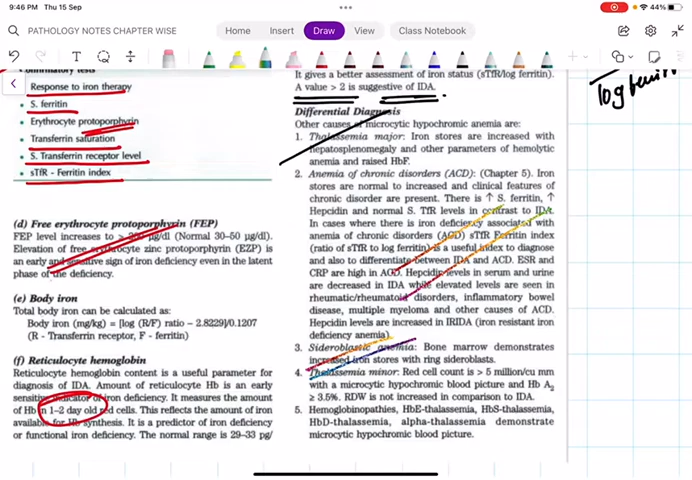 9:46 PM Thu 15 Sep
44%
PATHOLOGY NOTES CHAPTER WISE
Home Insert Draw View Class Notebook
Response to iron therapy
S. ferritin
Erythrocyte protoporphyrin
Transferrin saturation
S. Transferrin receptor level
sTfR - Ferritin index
(d) Free erythrocyte protoporphyrin (FEP)
FEP level increases to > µg/dl (Normal 30–50 µg/dl).
Elevation of free erythrocyte zinc protoporphyrin (EZP) is
an early and sensitive sign of iron deficiency even in the latent
phase of the deficiency.
(e) Body iron
Total body iron can be calculated as:
Body iron (mg/kg) = [log (R/F) ratio – 2.8229]/0.1207
(R - Transferrin receptor, F - ferritin)
(f) Reticulocyte hemoglobin
Reticulocyte hemoglobin content is a useful parameter for
diagnosis of IDA. Amount of reticulocyte Hb is an early
sensitive indicator of iron deficiency. It measures the amount
of Hb in 1–2 day old red cells. This reflects the amount of iron
available for Hb synthesis. It is a predictor of iron deficiency
or functional iron deficiency. The normal range is 29–33 pg/
It gives a better assessment of iron status (sTfR/log ferritin).
A value > 2 is suggestive of IDA.
Differential Diagnosis
Other causes of microcytic hypochromic anemia are:
1. Thalassemia major: Iron stores are increased with
hepatosplenomegaly and other parameters of hemolytic
anemia and raised HbF.
2. Anemia of chronic disorders (ACD): (Chapter 5). Iron
stores are normal to increased and clinical features of
chronic disorder are present. There is ↑ S. ferritin, ↑
Hepcidin and normal S. TfR levels in contrast to IDA.
In cases where there is iron deficiency associated with
anemia of chronic disorders (ACD) sTfR Ferritin index
(ratio of sTfR to log ferritin) is a useful index to diagnose
and also to differentiate between IDA and ACD. ESR and
CRP are high in ACD. Hepcidin levels in serum and urine
are decreased in IDA while elevated levels are seen in
rheumatic/rheumatoid disorders, inflammatory bowel
disease, multiple myeloma and other causes of ACD.
Hepcidin levels are increased in IRIDA (iron resistant iron
deficiency anemia).
3. Sideroblastic anemia: Bone marrow demonstrates
increased iron stores with ring sideroblasts.
4. Thalassemia minor: Red cell count is > 5 million/cu mm
with a microcytic hypochromic blood picture and Hb A2
≥ 3.5%. RDW is not increased in comparison to IDA.
5. Hemoglobinopathies, HbE-thalassemia, HbS-thalassemia,
HbD-thalassemia, alpha-thalassemia demonstrate
microcytic hypochromic blood picture.